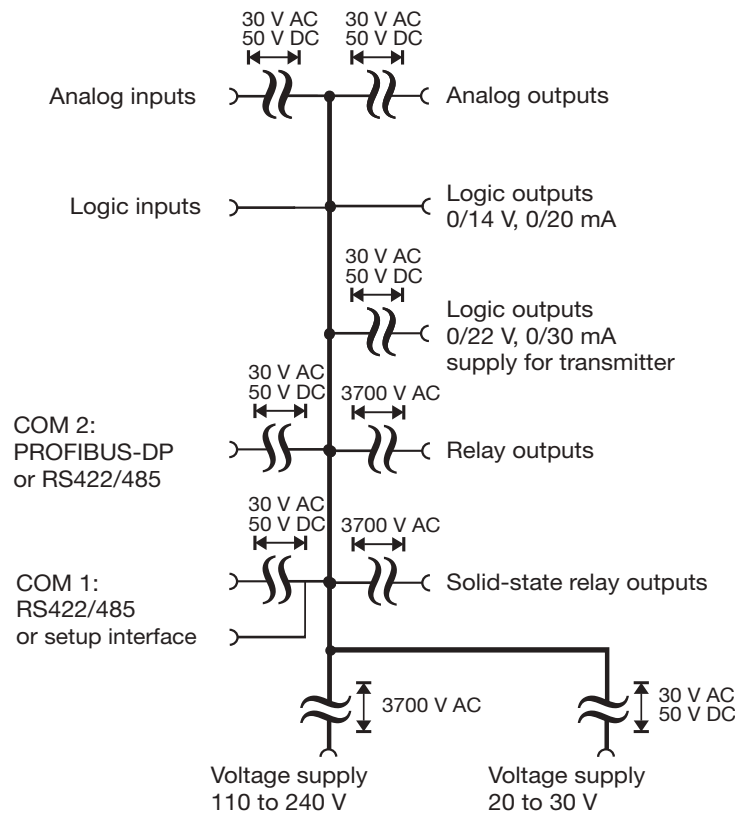 30 V AC
50 V DC
30 V AC
50 V DC
Analog inputs
Analog outputs
Logic inputs
Logic outputs
0/14 V, 0/20 mA
30 V AC
50 V DC
Logic outputs
0/22 V, 0/30 mA
supply for transmitter
30 V AC
50 V DC
3700 V AC
COM 2:
PROFIBUS-DP
or RS422/485
Relay outputs
30 V AC
50 V DC
3700 V AC
COM 1:
RS422/485
or setup interface
Solid-state relay outputs
3700 V AC
30 V AC
50 V DC
Voltage supply
110 to 240 V
Voltage supply
20 to 30 V